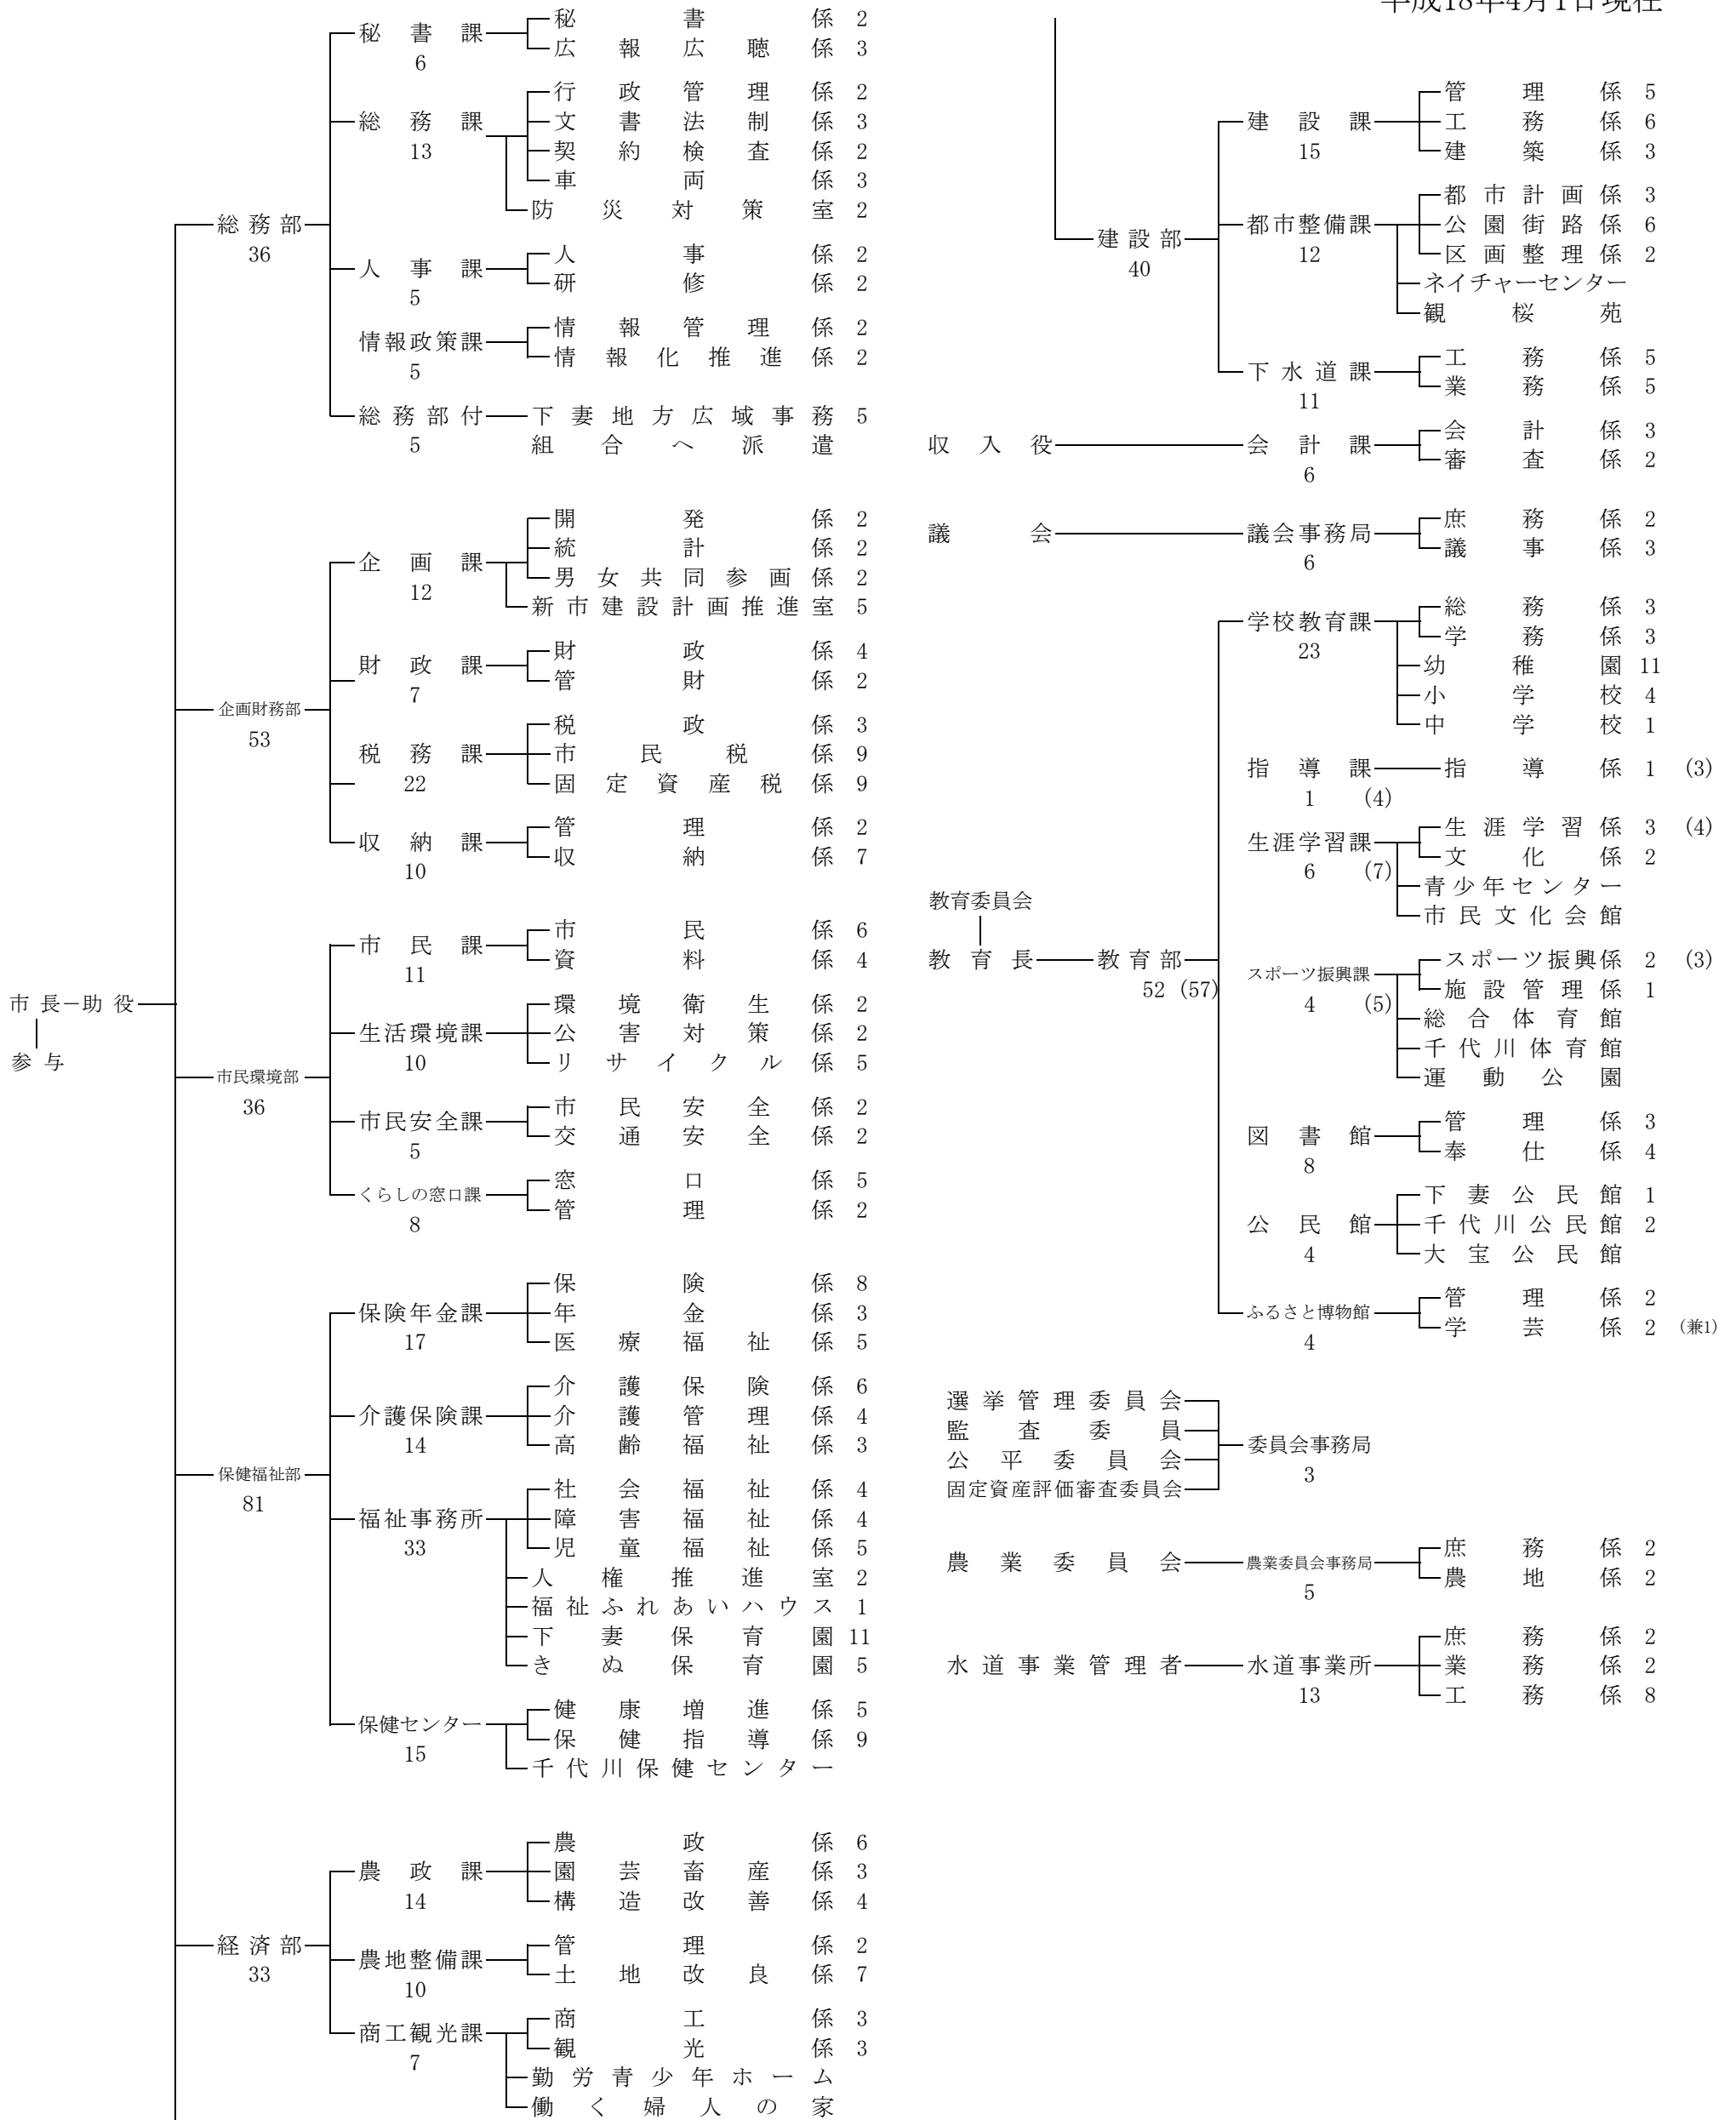 平成18年4月1日現在
市長－助役
参与
総務部
36
秘書課
6
秘書係 2
広報広聴係 3
総務課
13
行政管理係 2
文書法制係 3
契約検査係 2
車両係 3
防災対策室 2
人事課
5
人事係 2
研修係 2
情報政策課
5
情報管理係 2
情報化推進係 2
総務部付
5
下妻地方広域事務 5
組合へ派遣
企画財務部
53
企画課
12
開発係 2
統計係 2
男女共同参画係 2
新市建設計画推進室 5
財政課
7
財政係 4
管財係 2
税務課
22
税政係 3
市民税係 9
固定資産税係 9
収納課
10
管理係 2
収納係 7
市民環境部
36
市民課
11
市民係 6
資料係 4
生活環境課
10
環境衛生係 2
公害対策係 2
リサイクル係 5
市民安全課
5
市民安全係 2
交通安全係 2
くらしの窓口課
8
窓口係 5
管理係 2
保健福祉部
81
保険年金課
17
保険係 8
年金係 3
医療福祉係 5
介護保険課
14
介護保険係 6
介護管理係 4
高齢福祉係 3
福祉事務所
33
社会福祉係 4
障害福祉係 4
児童福祉係 5
人権推進室 2
福祉ふれあいハウス 1
下妻保育園 11
きぬ保育園 5
保健センター
15
健康増進係 5
保健指導係 9
千代川保健センター
経済部
33
農政課
14
農政係 6
園芸畜産係 3
構造改善係 4
農地整備課
10
管理係 2
土地改良係 7
商工観光課
7
商工係 3
観光係 3
勤労青少年ホーム
働く婦人の家
建設部
40
建設課
15
管理係 5
工務係 6
建築係 3
都市整備課
12
都市計画係 3
公園街路係 6
区画整理係 2
ネイチャーセンター
観桜苑
下水道課
11
工務係 5
業務係 5
収入役
会計課
6
会計係 3
審査係 2
議会
議会事務局
6
庶務係 2
議事係 3
教育委員会
教育長
教育部
52 (57)
学校教育課
23
総務係 3
学務係 3
幼稚園 11
小学校 4
中学校 1
指導課
1 (4)
指導係 1 (3)
生涯学習課
6 (7)
生涯学習係 3 (4)
文化係 2
青少年センター
市民文化会館
スポーツ振興課
4 (5)
スポーツ振興係 2 (3)
施設管理係 1
総合体育館
千代川体育館
運動公園
図書館
8
管理係 3
奉仕係 4
公民館
4
下妻公民館 1
千代川公民館 2
大宝公民館
ふるさと博物館
4
管理係 2
学芸係 2 (兼1)
選挙管理委員会
監査委員
公平委員会
固定資産評価審査委員会
委員会事務局
3
農業委員会
農業委員会事務局
5
庶務係 2
農地係 2
水道事業管理者
水道事業所
13
庶務係 2
業務係 2
工務係 8